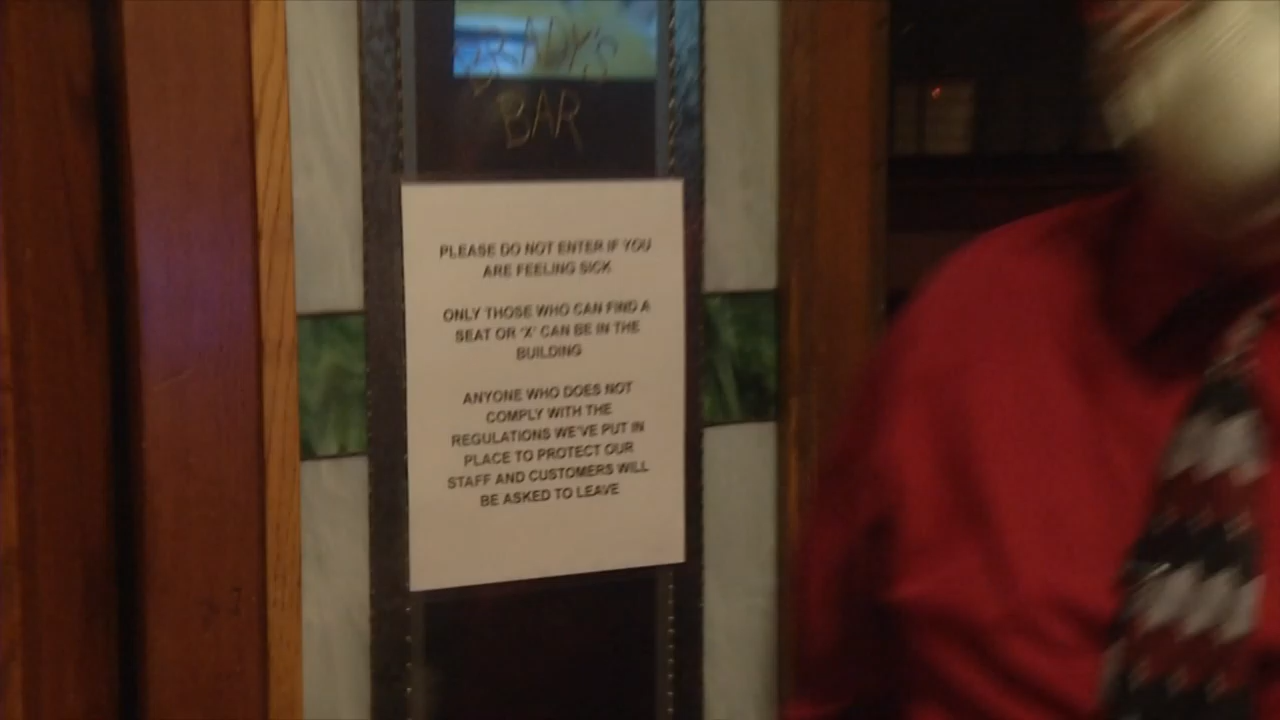 BRADY'S
BAR
PLEASE DO NOT ENTER IF YOU
ARE FEELING SICK
ONLY THOSE WHO CAN FIND A
SEAT OR 'X' CAN BE IN THE
BUILDING
ANYONE WHO DOES NOT
COMPLY WITH THE
REGULATIONS WE'VE PUT IN
PLACE TO PROTECT OUR
STAFF AND CUSTOMERS WILL
BE ASKED TO LEAVE